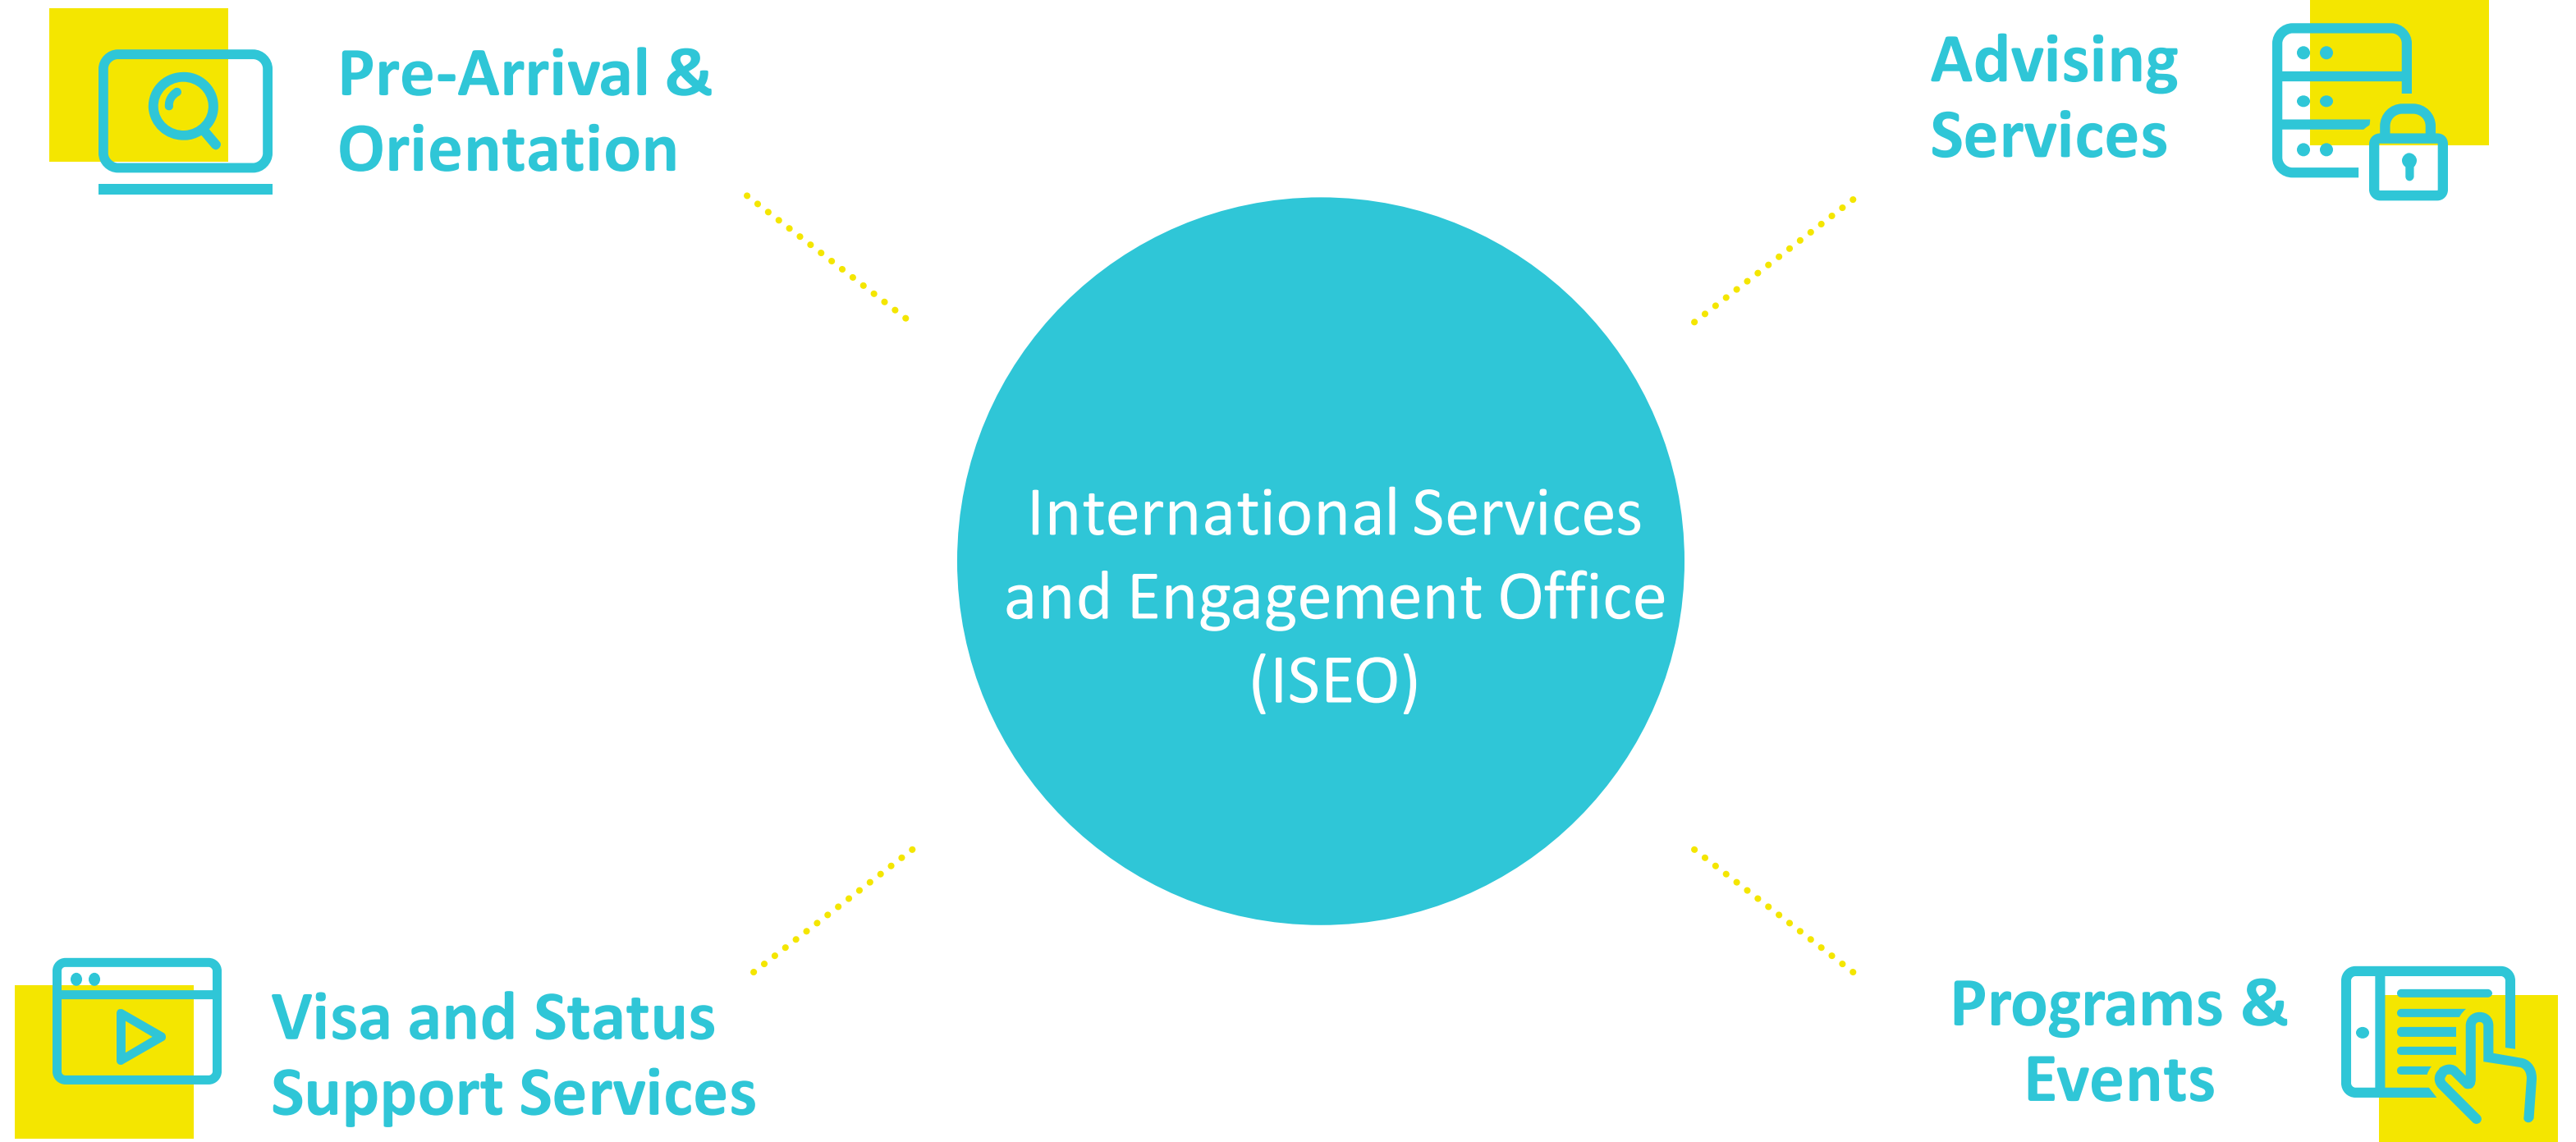 Pre-Arrival &
Orientation
Advising
Services
International Services
and Engagement Office
(ISEO)
Visa and Status
Support Services
Programs &
Events